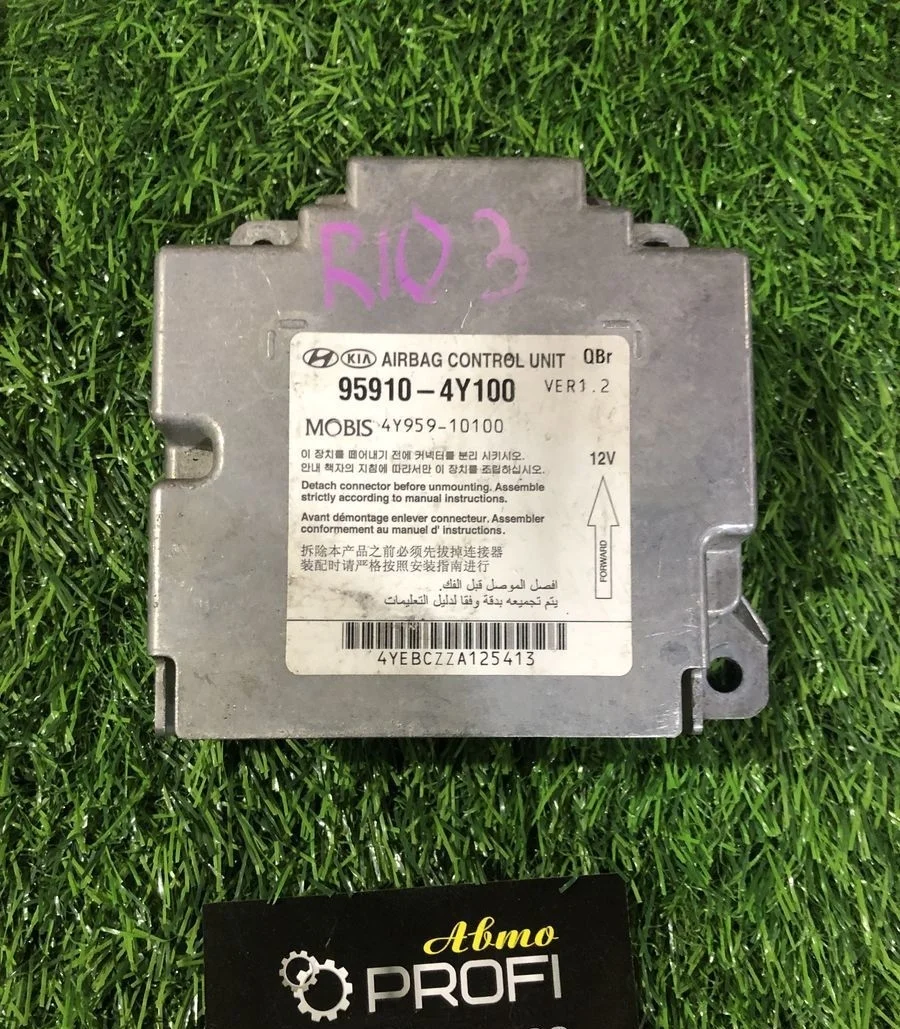 RIO 3
KIA AIRBAG CONTROL UNIT QBr
95910-4Y100 VER1.2
MOBIS 4Y959-10100
이 장치를 떼어내기 전에 커넥터를 분리 시키시오.
안내 책자의 지침에 따라서만 이 장치를 조립하십시오.
12V
Detach connector before unmounting. Assemble
strictly according to manual instructions.
Avant démontage enlever connecteur. Assembler
conformement au manuel d' instructions.
FORWARD
拆除本产品之前必须先拔掉连接器
装配时请严格按照安装指南进行
افصل الموصل قبل الفك.
يتم تجميعه بدقة وفقا لدليل التعليمات
4YEBCZZA125413
Авто
PROFI